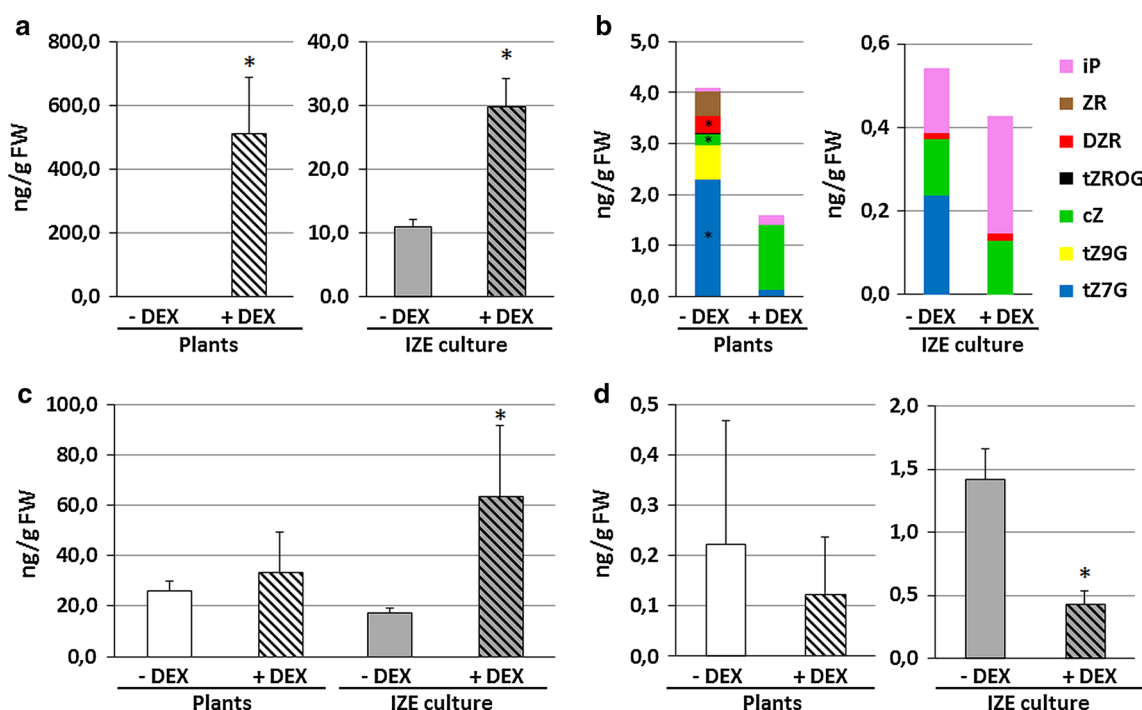 a
800,0
600,0
400,0
200,0
0,0
ng/g FW
*
- DEX + DEX
Plants
40,0
30,0
20,0
10,0
0,0
*
- DEX + DEX
IZE culture
b
5,0
4,0
3,0
2,0
1,0
0,0
ng/g FW
*
*
*
- DEX + DEX
Plants
0,6
0,4
0,2
0,0
- DEX + DEX
IZE culture
iP
ZR
DZR
tZROG
cZ
tZ9G
tZ7G
c
100,0
80,0
60,0
40,0
20,0
0,0
ng/g FW
*
- DEX + DEX - DEX + DEX
Plants IZE culture
d
0,5
0,4
0,3
0,2
0,1
0,0
ng/g FW
- DEX + DEX
Plants
2,0
1,5
1,0
0,5
0,0
*
- DEX + DEX
IZE culture